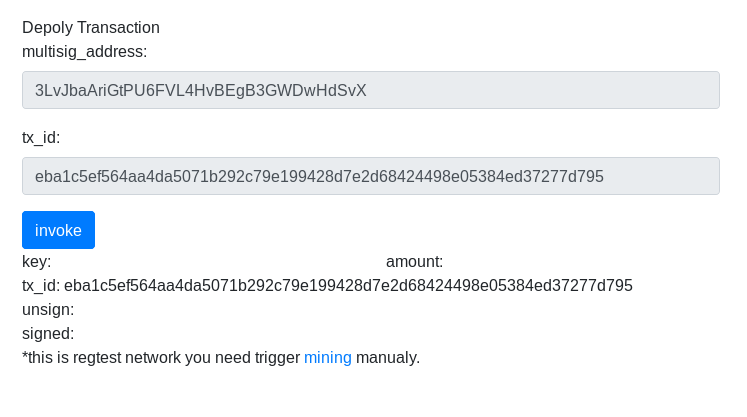 Depoly Transaction
multisig_address:
3LvJbaAriGtPU6FVL4HvBEgB3GWDwHdSvX
tx_id:
eba1c5ef564aa4da5071b292c79e199428d7e2d68424498e05384ed37277d795
invoke
key: amount:
tx_id: eba1c5ef564aa4da5071b292c79e199428d7e2d68424498e05384ed37277d795
unsign:
signed:
*this is regtest network you need trigger mining manualy.